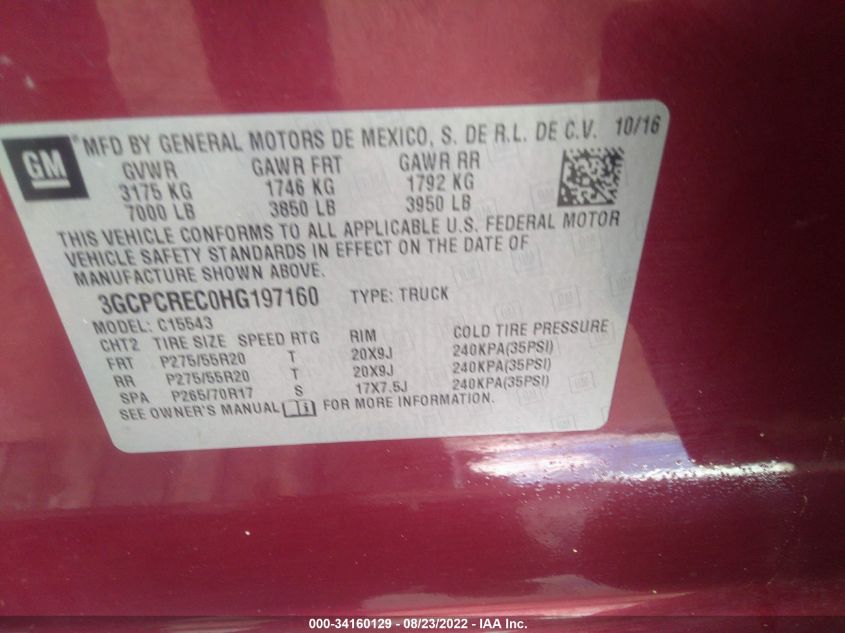 GM
® MFD BY GENERAL MOTORS DE MEXICO, S. DE R.L. DE C.V. 10/16
GVWR GAWR FRT GAWR RR
3175 KG 1746 KG 1792 KG
7000 LB 3850 LB 3950 LB
THIS VEHICLE CONFORMS TO ALL APPLICABLE U.S. FEDERAL MOTOR
VEHICLE SAFETY STANDARDS IN EFFECT ON THE DATE OF
MANUFACTURE SHOWN ABOVE.
3GCPCREC0HG197160 TYPE: TRUCK
MODEL: C15543
CHT2 TIRE SIZE SPEED RTG RIM COLD TIRE PRESSURE
FRT P275/55R20 T 20X9J 240KPA(35PSI)
RR P275/55R20 T 20X9J 240KPA(35PSI)
SPA P265/70R17 S 17X7.5J 240KPA(35PSI)
SEE OWNER'S MANUAL FOR MORE INFORMATION.
000-34160129 - 08/23/2022 - IAA Inc.